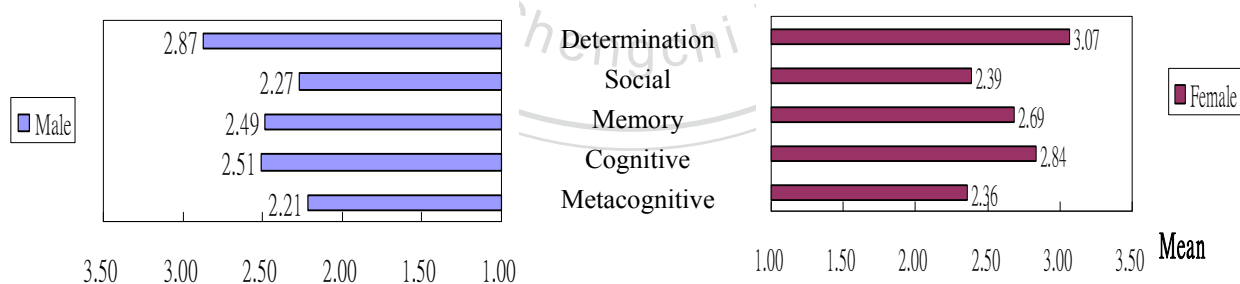 Chengchi
2.87 Determination 3.07
2.27 Social 2.39
Male 2.49 Memory 2.69 Female
2.51 Cognitive 2.84
2.21 Metacognitive 2.36
3.50 3.00 2.50 2.00 1.50 1.00 1.00 1.50 2.00 2.50 3.00 3.50 Mean